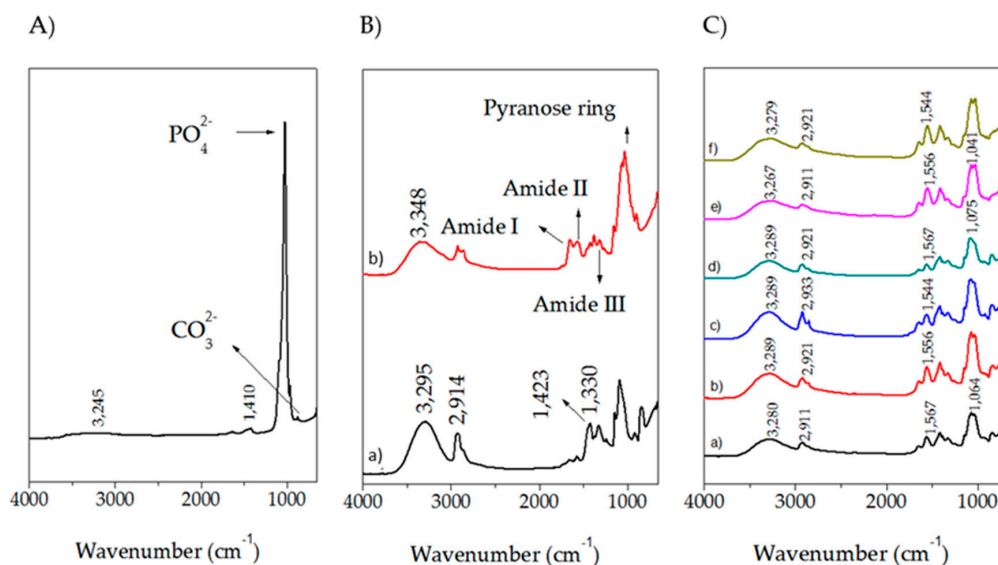 A)
PO₄²⁻
CO₃²⁻
3,245
1,410
4000 3000 2000 1000
Wavenumber (cm⁻¹)
B)
Pyranose ring
Amide II
Amide I
3,348
b)
Amide III
3,295
2,914
1,423
1,330
a)
4000 3000 2000 1000
Wavenumber (cm⁻¹)
C)
f)
3,279
2,921
1,544
1,041
e)
3,267
2,911
1,556
1,075
d)
3,289
2,921
1,567
c)
3,289
2,933
1,544
b)
3,289
2,921
1,556
1,064
a)
3,280
2,911
1,567
4000 3000 2000 1000
Wavenumber (cm⁻¹)